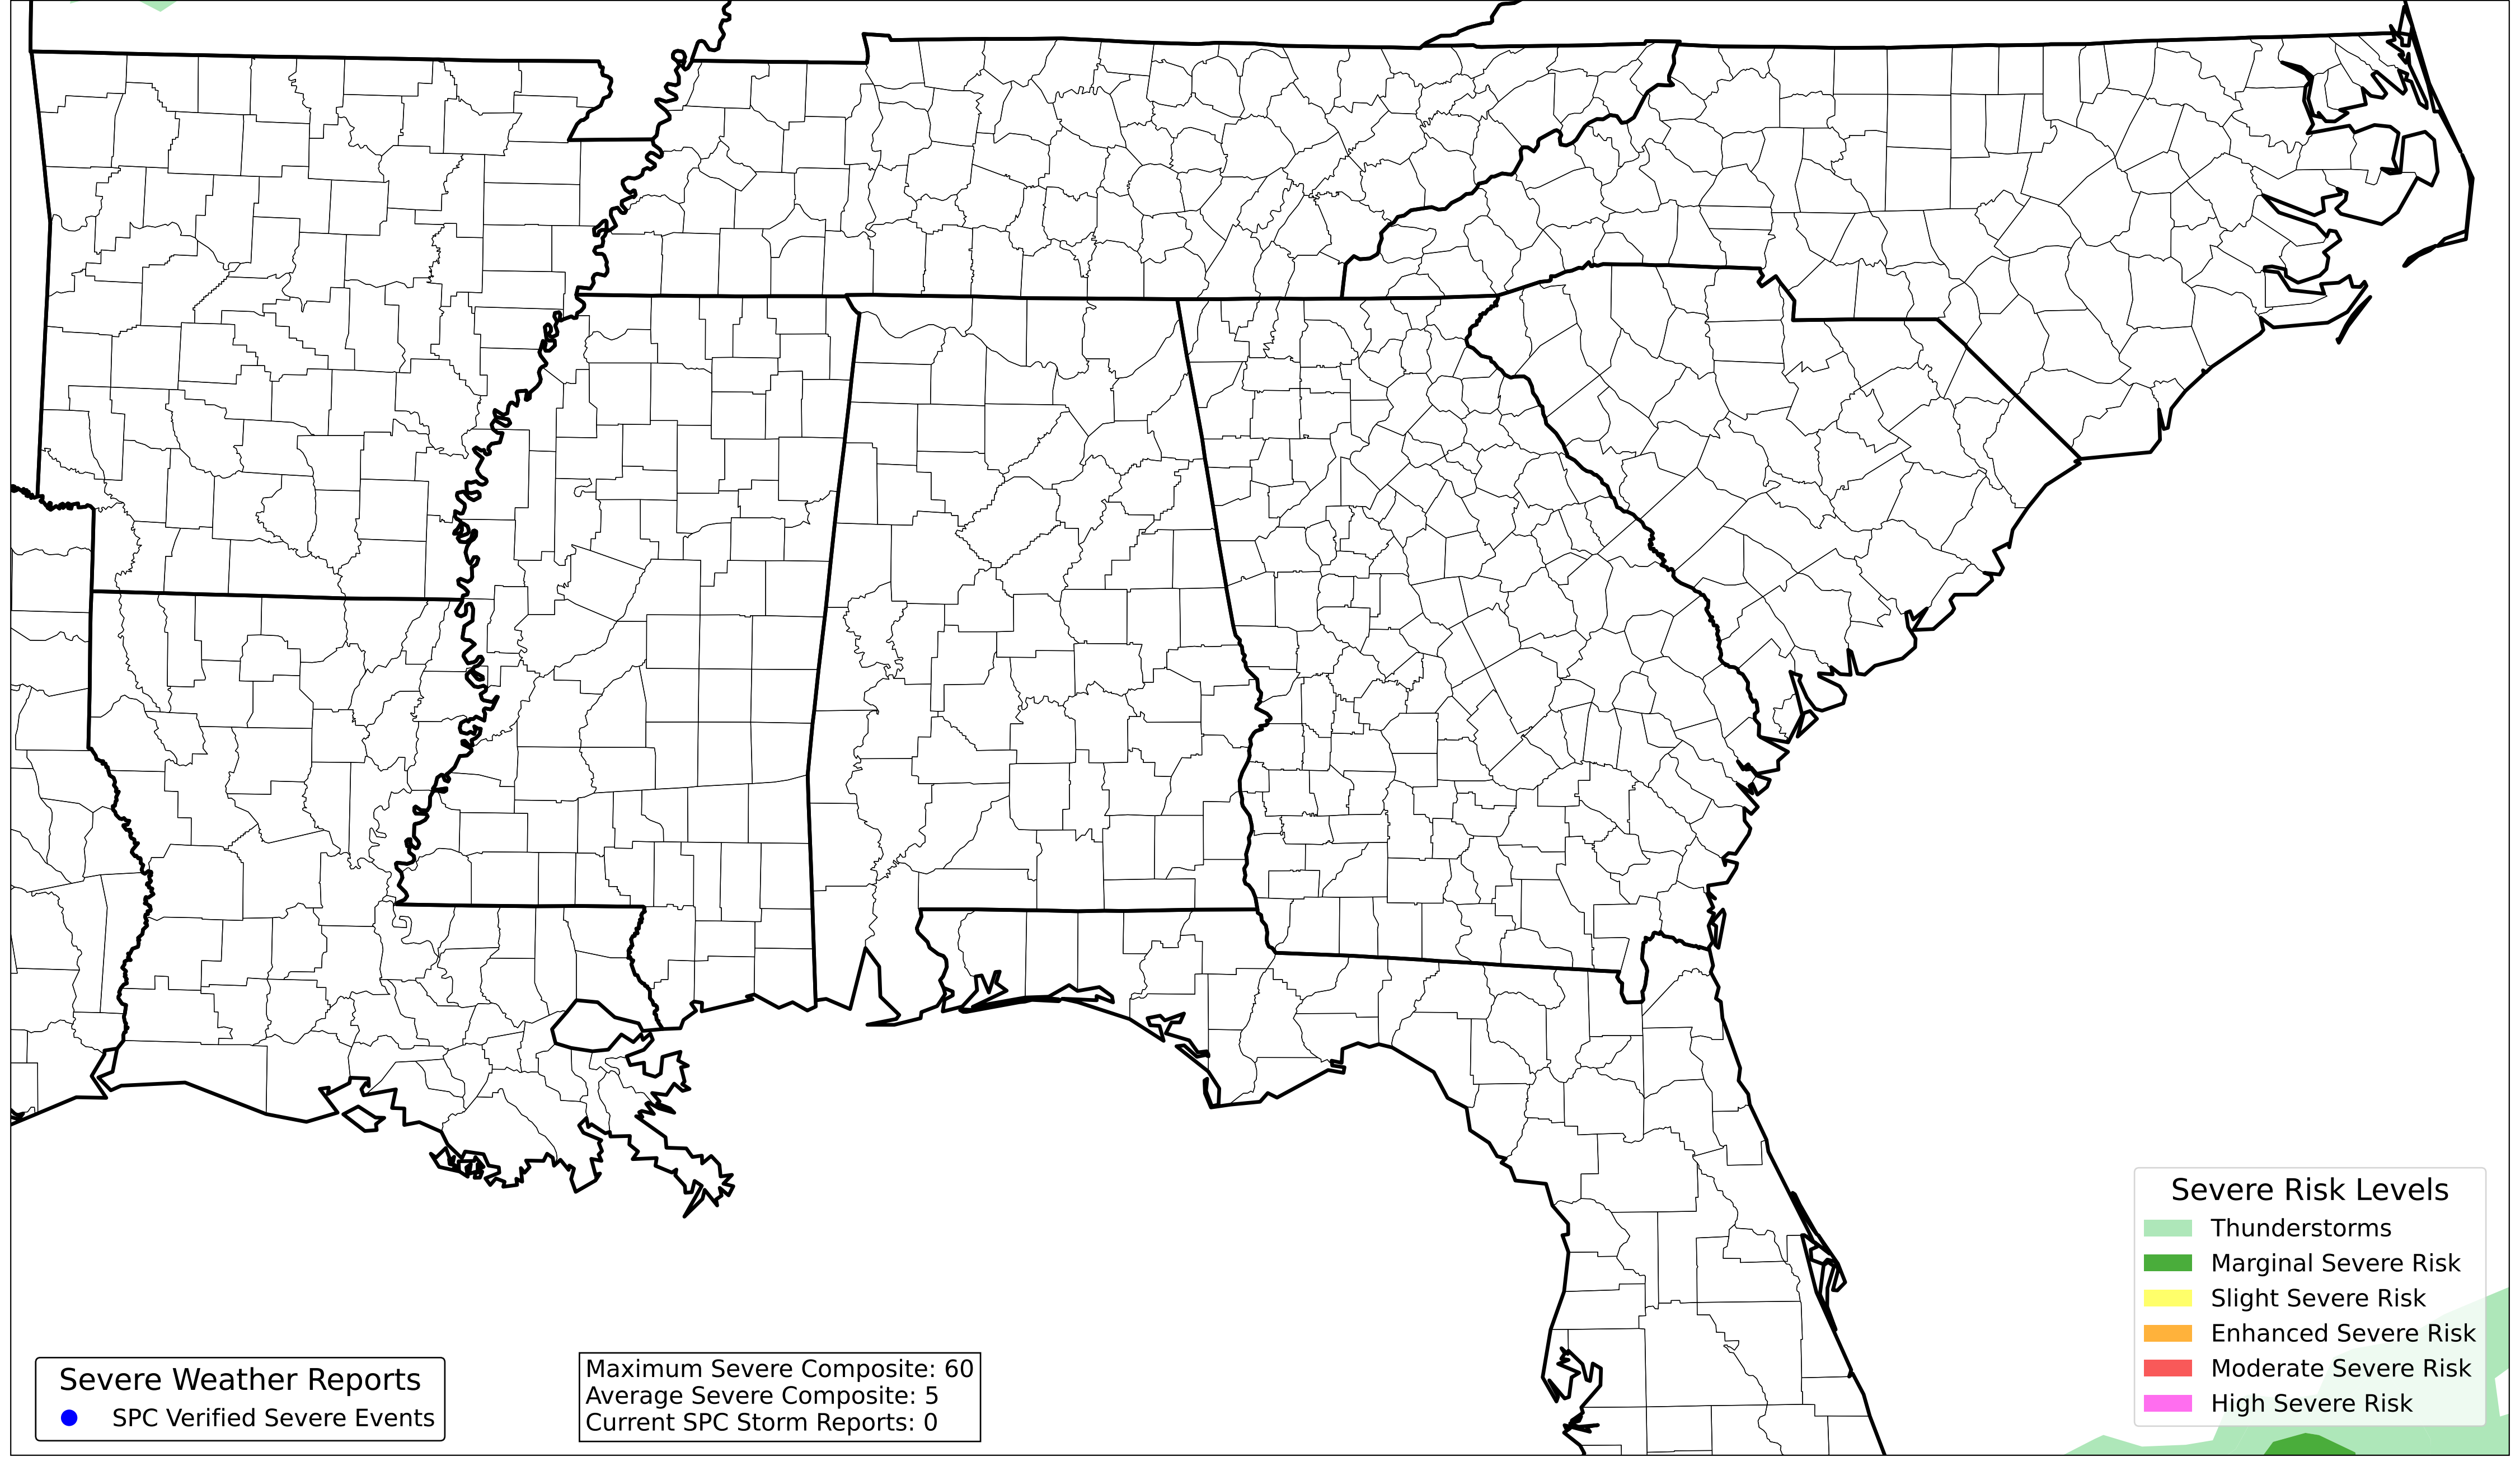 Severe Risk Levels
Thunderstorms
Marginal Severe Risk
Slight Severe Risk
Enhanced Severe Risk
Moderate Severe Risk
High Severe Risk
Severe Weather Reports
SPC Verified Severe Events
Maximum Severe Composite: 60
Average Severe Composite: 5
Current SPC Storm Reports: 0